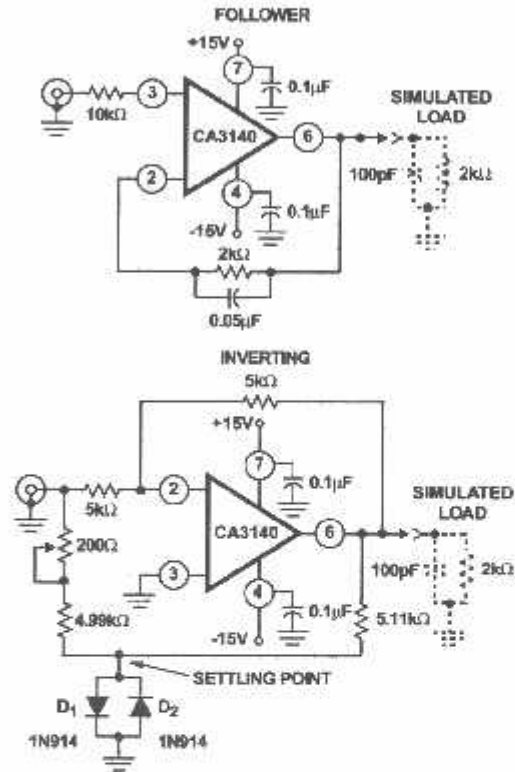 FOLLOWER
+15V
7
0.1µF
3
10kΩ
CA3140
6
SIMULATED
LOAD
100pF
2kΩ
2
4
0.1µF
-15V
2kΩ
0.05µF
INVERTING
5kΩ
+15V
7
0.1µF
5kΩ
2
CA3140
6
SIMULATED
LOAD
200Ω
3
4
100pF
2kΩ
4.99kΩ
0.1µF
5.11kΩ
-15V
SETTLING POINT
D1
D2
1N914
1N914